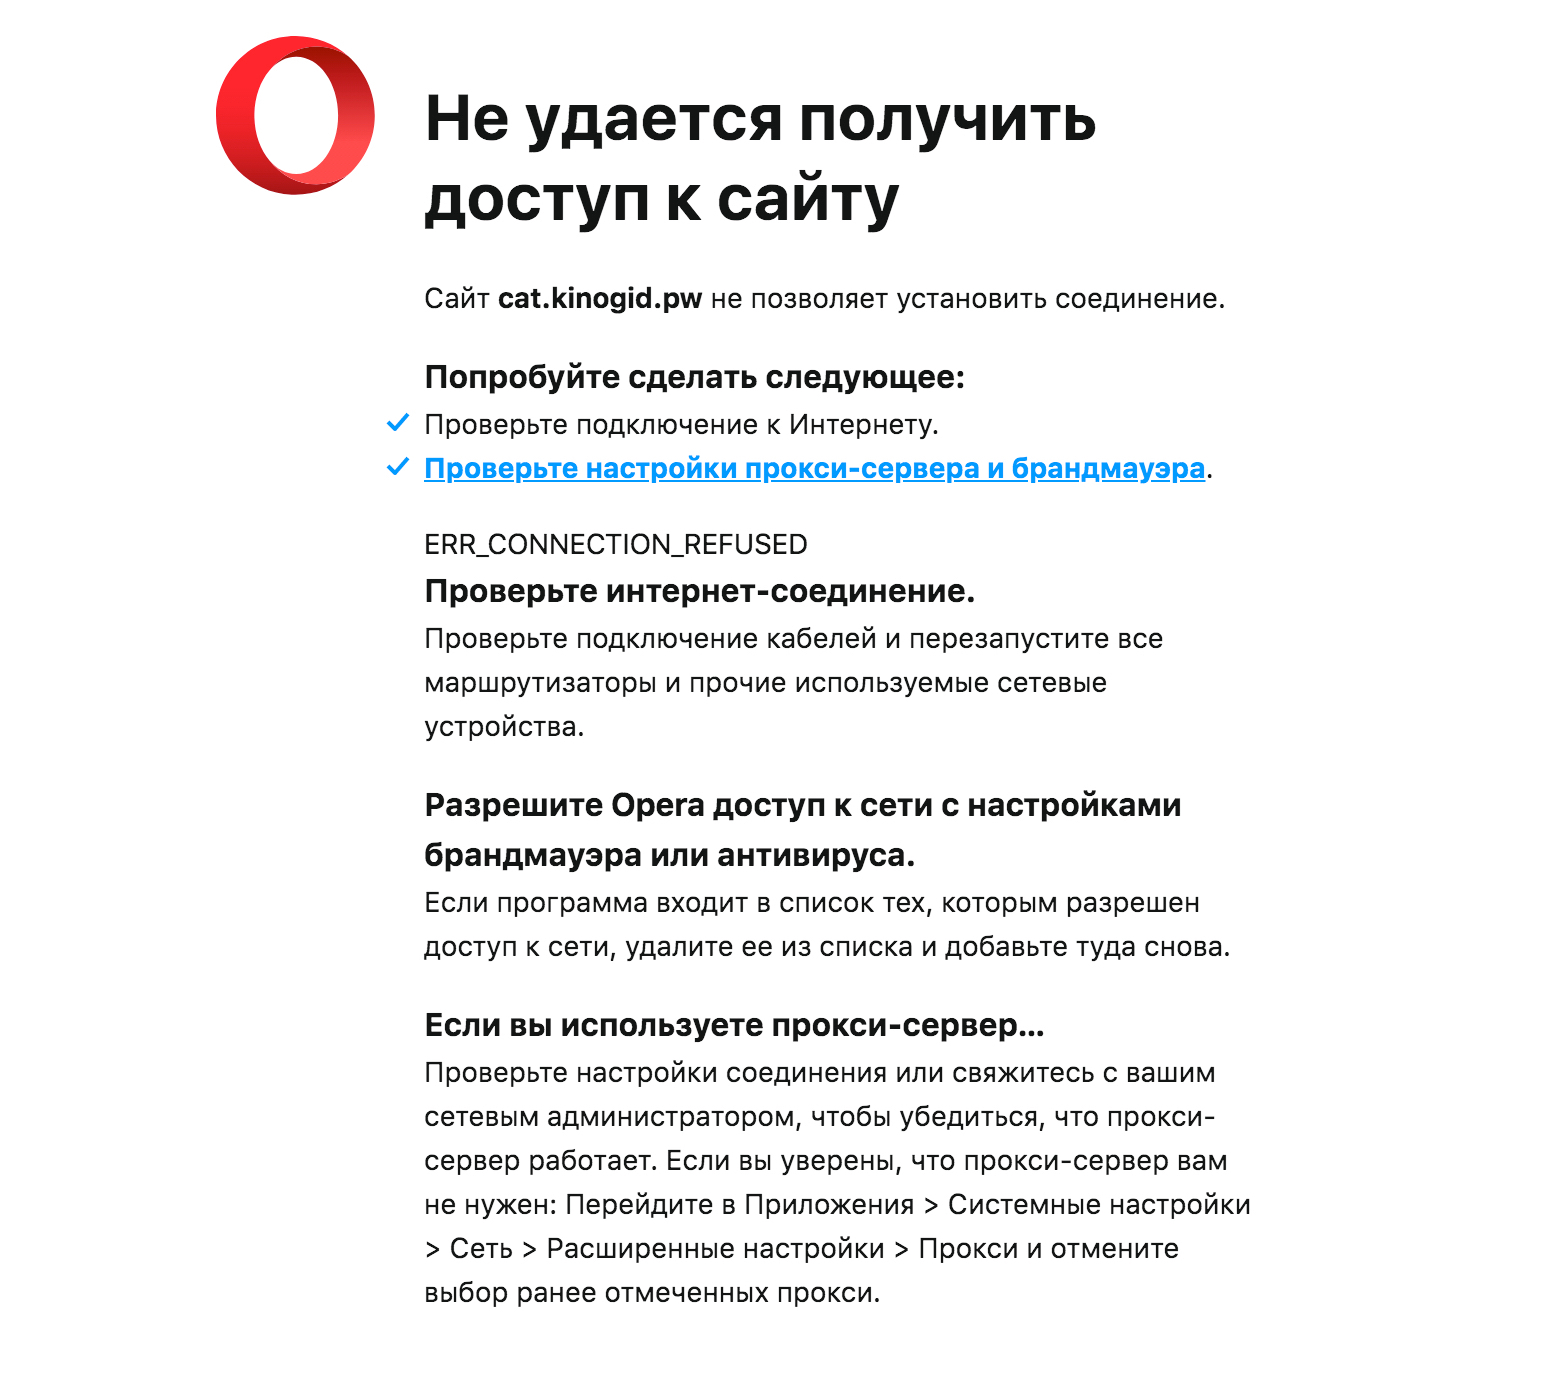 Не удается получить
доступ к сайту
Сайт cat.kinogid.pw не позволяет установить соединение.
Попробуйте сделать следующее:
Проверьте подключение к Интернету.
Проверьте настройки прокси-сервера и брандмауэра.
ERR_CONNECTION_REFUSED
Проверьте интернет-соединение.
Проверьте подключение кабелей и перезапустите все
маршрутизаторы и прочие используемые сетевые
устройства.
Разрешите Opera доступ к сети с настройками
брандмауэра или антивируса.
Если программа входит в список тех, которым разрешен
доступ к сети, удалите ее из списка и добавьте туда снова.
Если вы используете прокси-сервер...
Проверьте настройки соединения или свяжитесь с вашим
сетевым администратором, чтобы убедиться, что прокси-
сервер работает. Если вы уверены, что прокси-сервер вам
не нужен: Перейдите в Приложения > Системные настройки
> Сеть > Расширенные настройки > Прокси и отмените
выбор ранее отмеченных прокси.